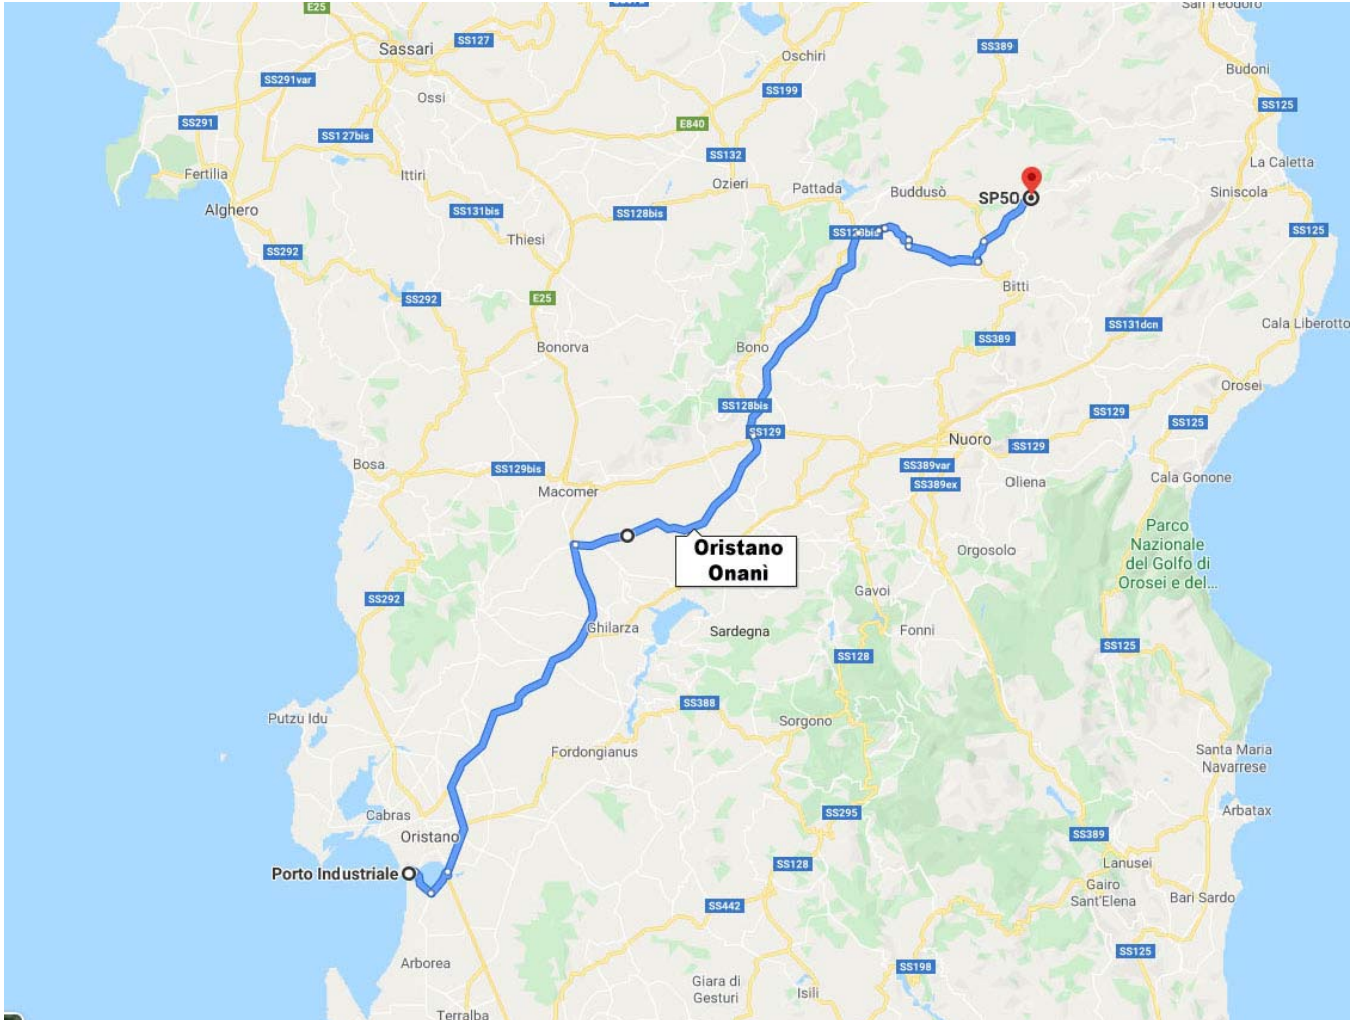 E25
San Teodoro
SS127
SS389
Sassari
Oschiri
Budoni
SS291var
SS199
Ossi
SS125
SS291
SS127bis
E840
SS132
La Caletta
Fertilia
Ittiri
Ozieri
Pattada
Buddusò
SP50
Siniscola
Alghero
SS131bis
SS128bis
SS125
Thiesi
SS128bis
SS292
Bitti
SS292
E25
SS131dcn
Cala Liberotto
Bonorva
Bono
SS389
Orosei
SS128bis
SS129
SS125
SS129
Nuoro
SS129
Bosa
SS129bis
SS389var
SS389ex
Oliena
Cala Gonone
Macomer
Parco
Nazionale
del Golfo di
Orosei e del...
Oristano
Onanì
Orgosolo
Gavoi
SS292
Ghilarza
Sardegna
Fonni
SS128
SS125
SS388
Putzu Idu
Sorgono
Fordongianus
Santa Maria
Navarrese
Cabras
SS295
Arbatax
Oristano
SS389
Porto Industriale
SS128
Lanusei
Gairo
Sant'Elena
Bari Sardo
SS442
SS125
Arborea
SS198
Giara di
Gesturi
Isili
Terralba